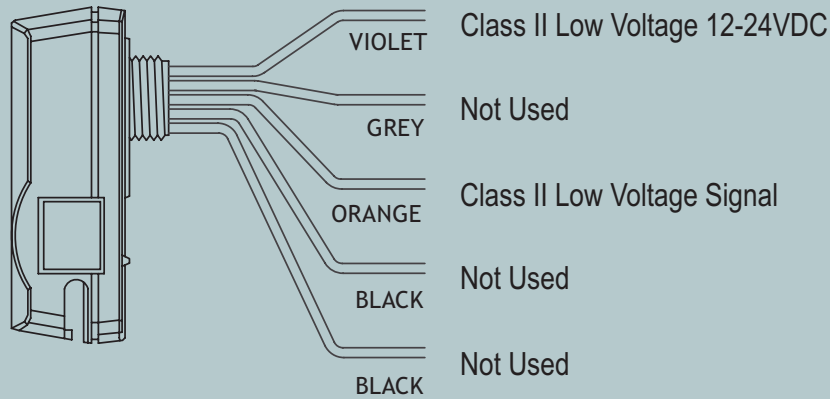 VIOLET Class II Low Voltage 12-24VDC
GREY Not Used
ORANGE Class II Low Voltage Signal
BLACK Not Used
BLACK Not Used